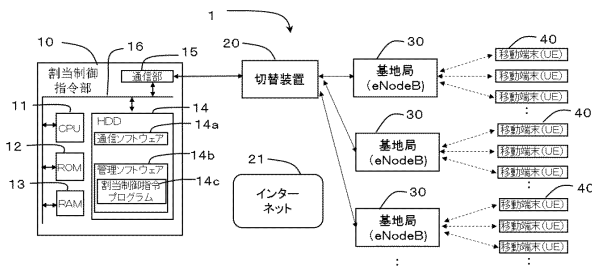 1
10
16
15
割当制御
指令部
通信部
11
CPU
12
ROM
13
RAM
14
HDD
14a
通信ソフトウェア
14b
管理ソフトウェア
14c
割当制御指令
プログラム
20
切替装置
21
インター
ネット
30
基地局
(eNodeB)
40
移動端末(UE)
移動端末(UE)
移動端末(UE)
30
基地局
(eNodeB)
40
移動端末(UE)
移動端末(UE)
移動端末(UE)
30
基地局
(eNodeB)
40
移動端末(UE)
移動端末(UE)
移動端末(UE)